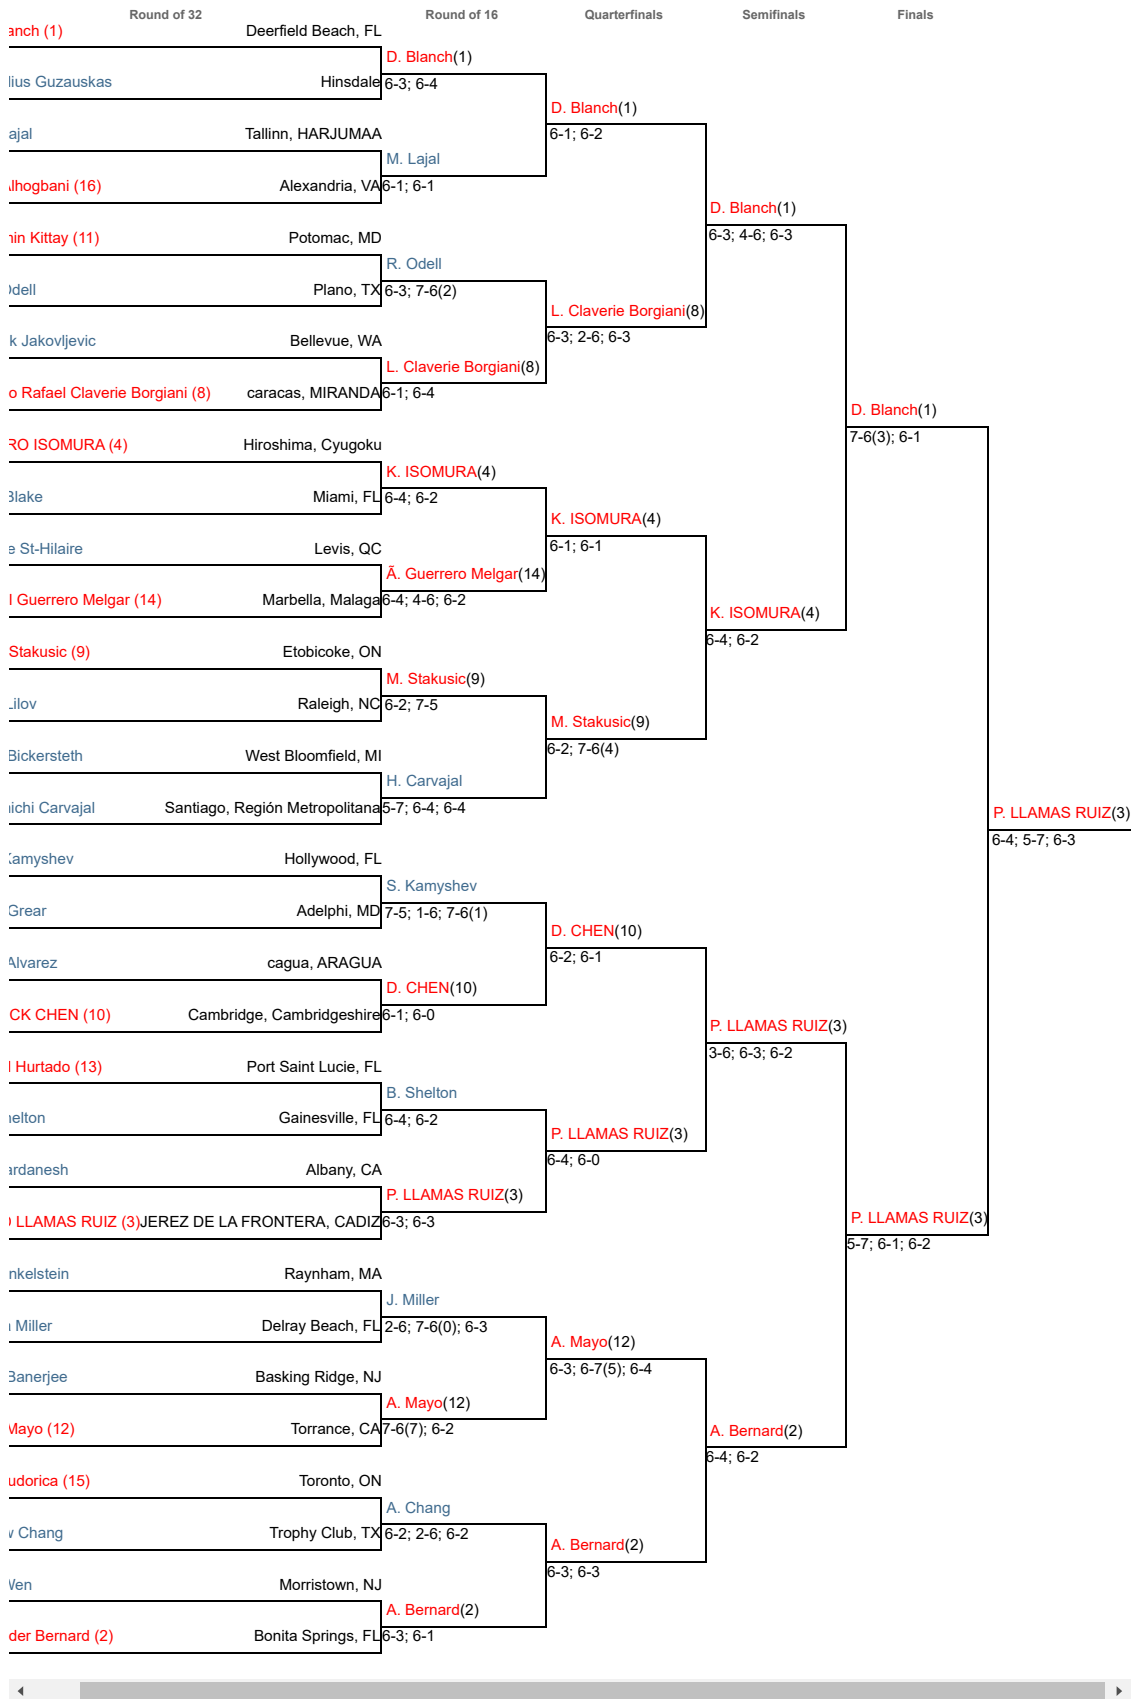 Round of 32 Round of 16 Quarterfinals Semifinals Finals
anch (1) Deerfield Beach, FL
D. Blanch(1)
lius Guzauskas Hinsdale 6-3; 6-4
D. Blanch(1)
ajal Tallinn, HARJUMAA 6-1; 6-2
M. Lajal
lhogbani (16) Alexandria, VA 6-1; 6-1
D. Blanch(1)
nin Kittay (11) Potomac, MD 6-3; 4-6; 6-3
R. Odell
dell Plano, TX 6-3; 7-6(2)
L. Claverie Borgiani(8)
k Jakovljevic Bellevue, WA 6-3; 2-6; 6-3
L. Claverie Borgiani(8)
o Rafael Claverie Borgiani (8) caracas, MIRANDA 6-1; 6-4
D. Blanch(1)
RO ISOMURA (4) Hiroshima, Cyugoku 7-6(3); 6-1
K. ISOMURA(4)
Blake Miami, FL 6-4; 6-2
K. ISOMURA(4)
e St-Hilaire Levis, QC 6-1; 6-1
Ã. Guerrero Melgar(14)
l Guerrero Melgar (14) Marbella, Malaga 6-4; 4-6; 6-2
K. ISOMURA(4)
Stakusic (9) Etobicoke, ON 6-4; 6-2
M. Stakusic(9)
Lilov Raleigh, NC 6-2; 7-5
M. Stakusic(9)
Bickersteth West Bloomfield, MI 6-2; 7-6(4)
H. Carvajal
ichi Carvajal Santiago, Región Metropolitana 5-7; 6-4; 6-4
P. LLAMAS RUIZ(3)
6-4; 5-7; 6-3
Kamyshev Hollywood, FL
S. Kamyshev
Grear Adelphi, MD 7-5; 1-6; 7-6(1)
D. CHEN(10)
Alvarez cagua, ARAGUA 6-2; 6-1
D. CHEN(10)
CK CHEN (10) Cambridge, Cambridgeshire 6-1; 6-0
P. LLAMAS RUIZ(3)
l Hurtado (13) Port Saint Lucie, FL 3-6; 6-3; 6-2
B. Shelton
helton Gainesville, FL 6-4; 6-2
P. LLAMAS RUIZ(3)
ardanesh Albany, CA 6-4; 6-0
P. LLAMAS RUIZ(3)
LLAMAS RUIZ (3) JEREZ DE LA FRONTERA, CADIZ 6-3; 6-3
P. LLAMAS RUIZ(3)
5-7; 6-1; 6-2
nkelstein Raynham, MA
J. Miller
Miller Delray Beach, FL 2-6; 7-6(0); 6-3
A. Mayo(12)
Banerjee Basking Ridge, NJ 6-3; 6-7(5); 6-4
A. Mayo(12)
Mayo (12) Torrance, CA 7-6(7); 6-2
A. Bernard(2)
6-4; 6-2
udorica (15) Toronto, ON
A. Chang
w Chang Trophy Club, TX 6-2; 2-6; 6-2
A. Bernard(2)
6-3; 6-3
Wen Morristown, NJ
A. Bernard(2)
der Bernard (2) Bonita Springs, FL 6-3; 6-1